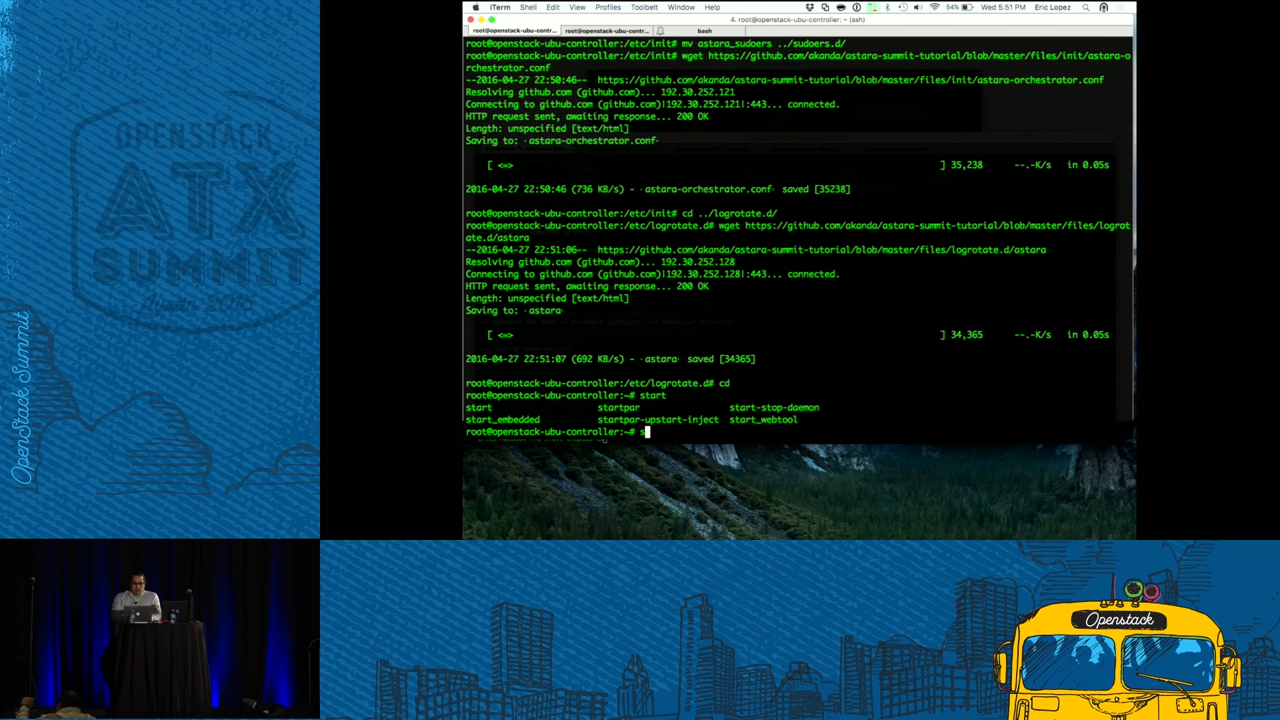 iTerm Shell Edit View Profiles Toolbelt Window Help
54% Wed 5:51 PM Eric Lopez
4. root@openstack-ubu-controller: ~ (ssh)
root@openstack-ubu-contr... root@openstack-ubu-contr... bash
root@openstack-ubu-controller:/etc/init# mv astara_sudoers ../sudoers.d/
root@openstack-ubu-controller:/etc/init# wget https://github.com/akanda/astara-summit-tutorial/blob/master/files/init/astara-o
rchestrator.conf
--2016-04-27 22:50:46-- https://github.com/akanda/astara-summit-tutorial/blob/master/files/init/astara-orchestrator.conf
Resolving github.com (github.com)... 192.30.252.121
Connecting to github.com (github.com)|192.30.252.121|:443... connected.
HTTP request sent, awaiting response... 200 OK
Length: unspecified [text/html]
Saving to: ‘astara-orchestrator.conf’
[ <=> ] 35,238 --.-K/s in 0.05s
2016-04-27 22:50:46 (736 KB/s) - ‘astara-orchestrator.conf’ saved [35238]
root@openstack-ubu-controller:/etc/init# cd ../logrotate.d/
root@openstack-ubu-controller:/etc/logrotate.d# wget https://github.com/akanda/astara-summit-tutorial/blob/master/files/logrot
ate.d/astara
--2016-04-27 22:51:06-- https://github.com/akanda/astara-summit-tutorial/blob/master/files/logrotate.d/astara
Resolving github.com (github.com)... 192.30.252.128
Connecting to github.com (github.com)|192.30.252.128|:443... connected.
HTTP request sent, awaiting response... 200 OK
Length: unspecified [text/html]
Saving to: ‘astara’
[ <=> ] 34,365 --.-K/s in 0.05s
2016-04-27 22:51:07 (692 KB/s) - ‘astara’ saved [34365]
root@openstack-ubu-controller:/etc/logrotate.d# cd
root@openstack-ubu-controller:~# start
start startpar start-stop-daemon
start_embedded startpar-upstart-inject start_webtool
root@openstack-ubu-controller:~# s
OPENSTACK
ATX
OpenStack Summit
Openstack